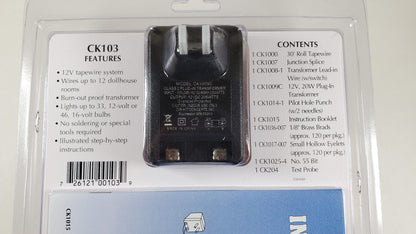 CK103
FEATURES
• 12V tapewire system
• Wires up to 12 dollhouse
rooms
• Burn-out proof transformer
• Lights up to 33, 12-volt or
46, 16-volt bulbs
• No soldering or special
tools required
• Illustrated step-by-step
instructions
7 26121 00103 9
CK1015
CONTENTS
1 CK1000 30' Roll Tapewire
1 CK1007 Junction Splice
1 CK1008-1 Transformer Lead-in
Wire (w/switch)
1 CK1009C 12V, 20W Plug-In
Transformer
1 CK1014-1 Pilot Hole Punch
(w/2 needles)
1 CK1015 Instruction Booklet
1 CK1016-037 1/8" Brass Brads
(approx. 120 per pkg.)
1 CK1017-007 Small Hollow Eyelets
(approx. 120 per pkg.)
1 CK1025-4 No. 55 Bit
1 CK204 Test Probe
IN